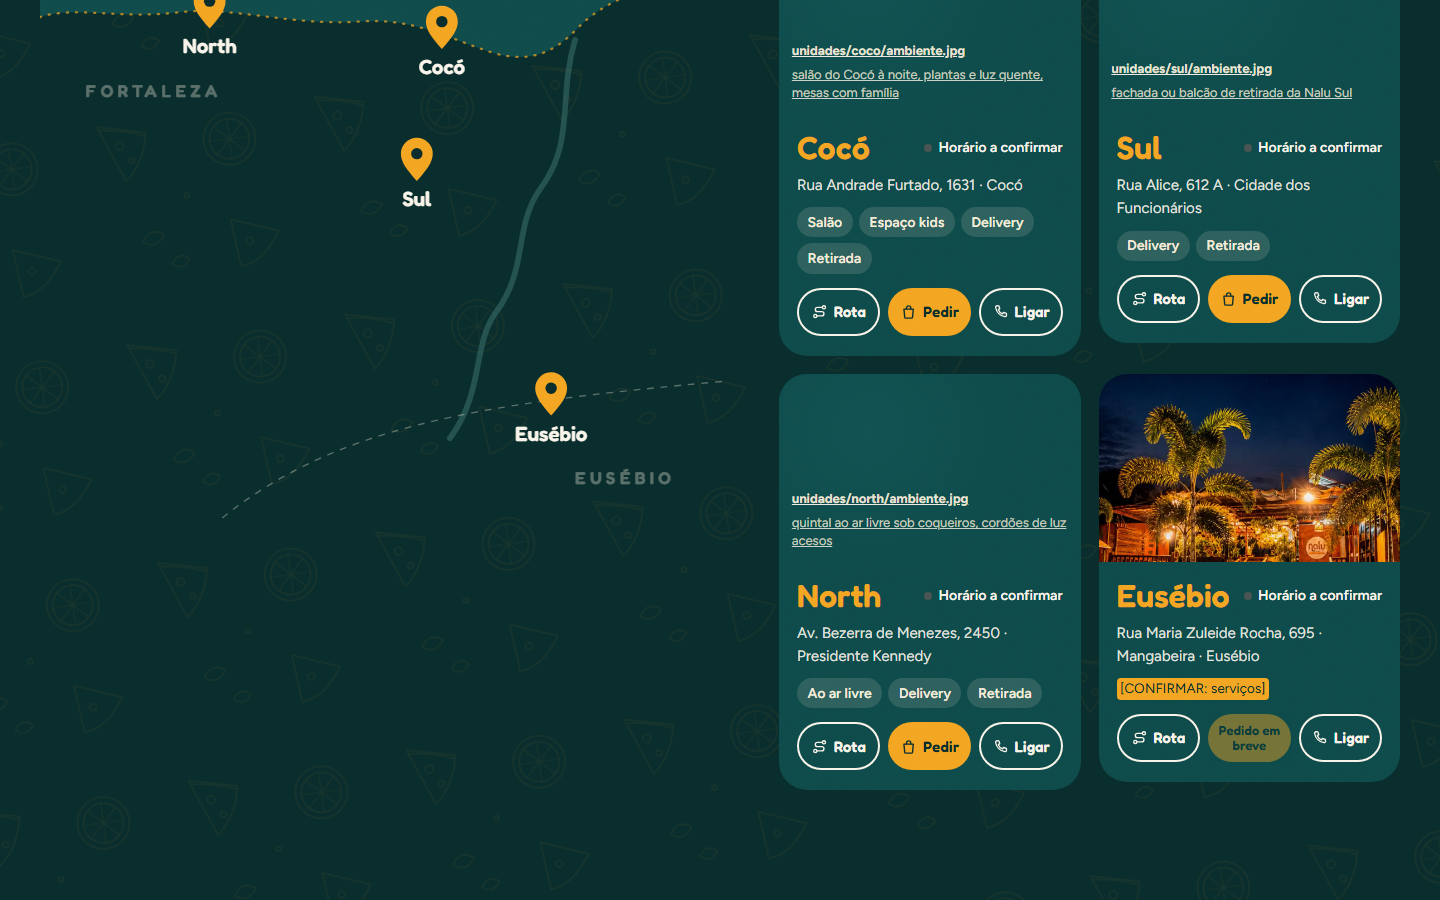 North
Cocó
FORTALEZA
Sul
Eusébio
EUSÉBIO
unidades/coco/ambiente.jpg
salão do Cocó à noite, plantas e luz quente,
mesas com família
Cocó
Horário a confirmar
Rua Andrade Furtado, 1631 · Cocó
Salão
Espaço kids
Delivery
Retirada
Rota
Pedir
Ligar
unidades/sul/ambiente.jpg
fachada ou balcão de retirada da Nalu Sul
Sul
Horário a confirmar
Rua Alice, 612 A · Cidade dos
Funcionários
Delivery
Retirada
Rota
Pedir
Ligar
unidades/north/ambiente.jpg
quintal ao ar livre sob coqueiros, cordões de luz
acesos
North
Horário a confirmar
Av. Bezerra de Menezes, 2450 ·
Presidente Kennedy
Ao ar livre
Delivery
Retirada
Rota
Pedir
Ligar
nalu
Eusébio
Horário a confirmar
Rua Maria Zuleide Rocha, 695 ·
Mangabeira · Eusébio
[CONFIRMAR: serviços]
Rota
Pedido em
breve
Ligar